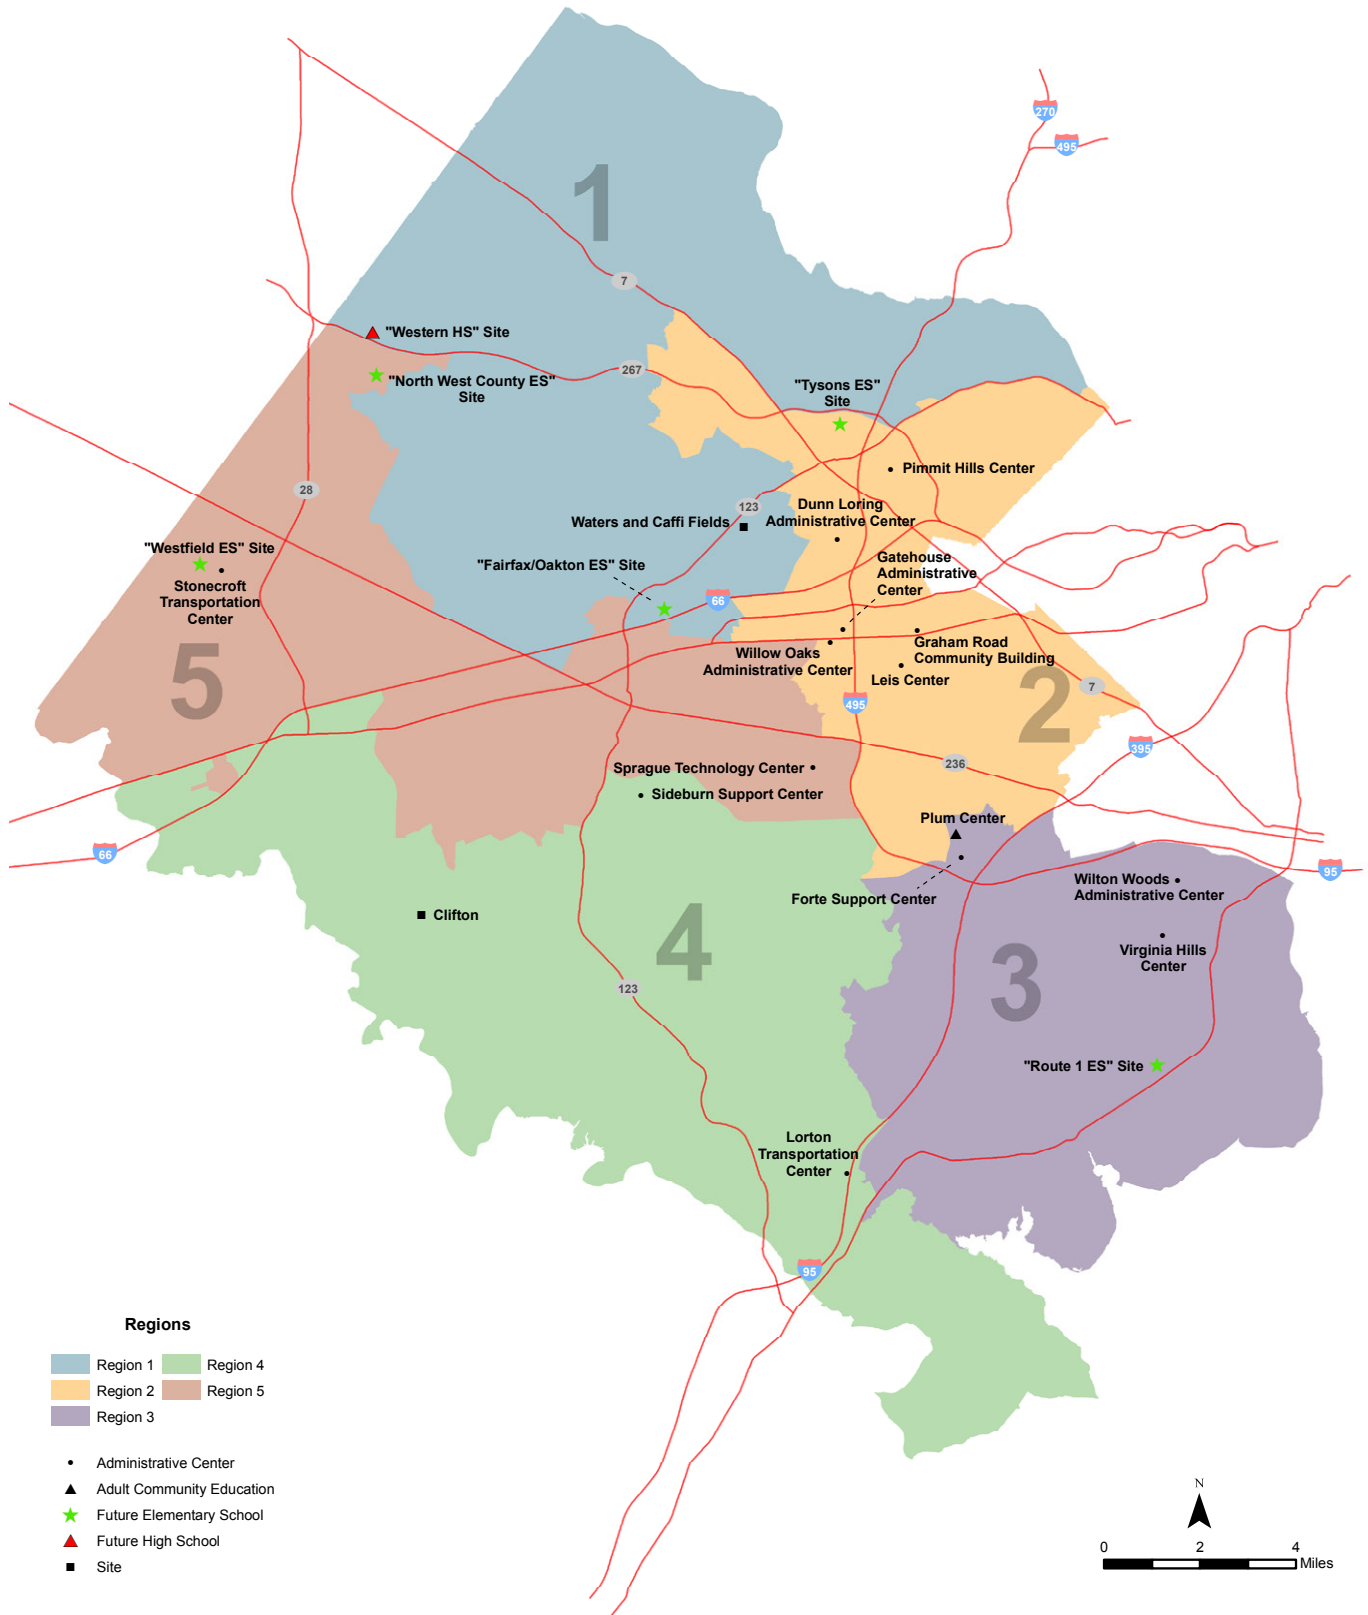 270
495
1
7
"Western HS" Site
267
"North West County ES"
Site
"Tysons ES"
Site
Pimmit Hills Center
28
123
Dunn Loring
Administrative Center
Waters and Caffi Fields
"Westfield ES" Site
Stonecroft
Transportation
Center
"Fairfax/Oakton ES" Site
Gatehouse
Administrative
Center
66
Graham Road
Community Building
Willow Oaks
Administrative Center
Leis Center
5
2
7
495
395
236
Sprague Technology Center
Sideburn Support Center
Plum Center
66
95
Forte Support Center
Wilton Woods
Administrative Center
Clifton
4
3
Virginia Hills
Center
123
"Route 1 ES" Site
Lorton
Transportation
Center
95
Regions
Region 1
Region 4
Region 2
Region 5
Region 3
Administrative Center
Adult Community Education
Future Elementary School
Future High School
Site
N
0 2 4
Miles